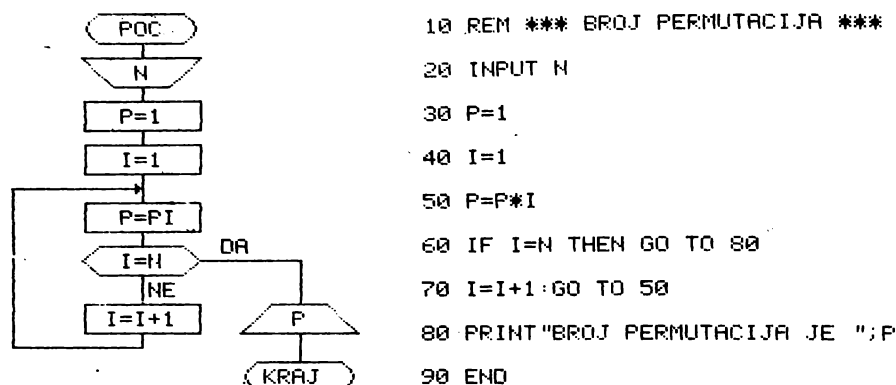 POC
N
P=1
I=1
P=PI
I=N
DA
NE
I=I+1
P
KRAJ
10 REM *** BROJ PERMUTACIJA ***
20 INPUT N
30 P=1
40 I=1
50 P=P*I
60 IF I=N THEN GO TO 80
70 I=I+1:GO TO 50
80 PRINT"BROJ PERMUTACIJA JE ";P
90 END